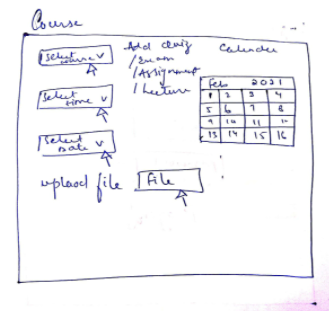 Course
Select course v
Add Quiz
/Exam
/Assignment
/Lecture
Calender
Feb 2021
1 2 3 4
5 6 7 8
9 10 11
13 14 15 16
Select time v
Select Date v
upload file
File